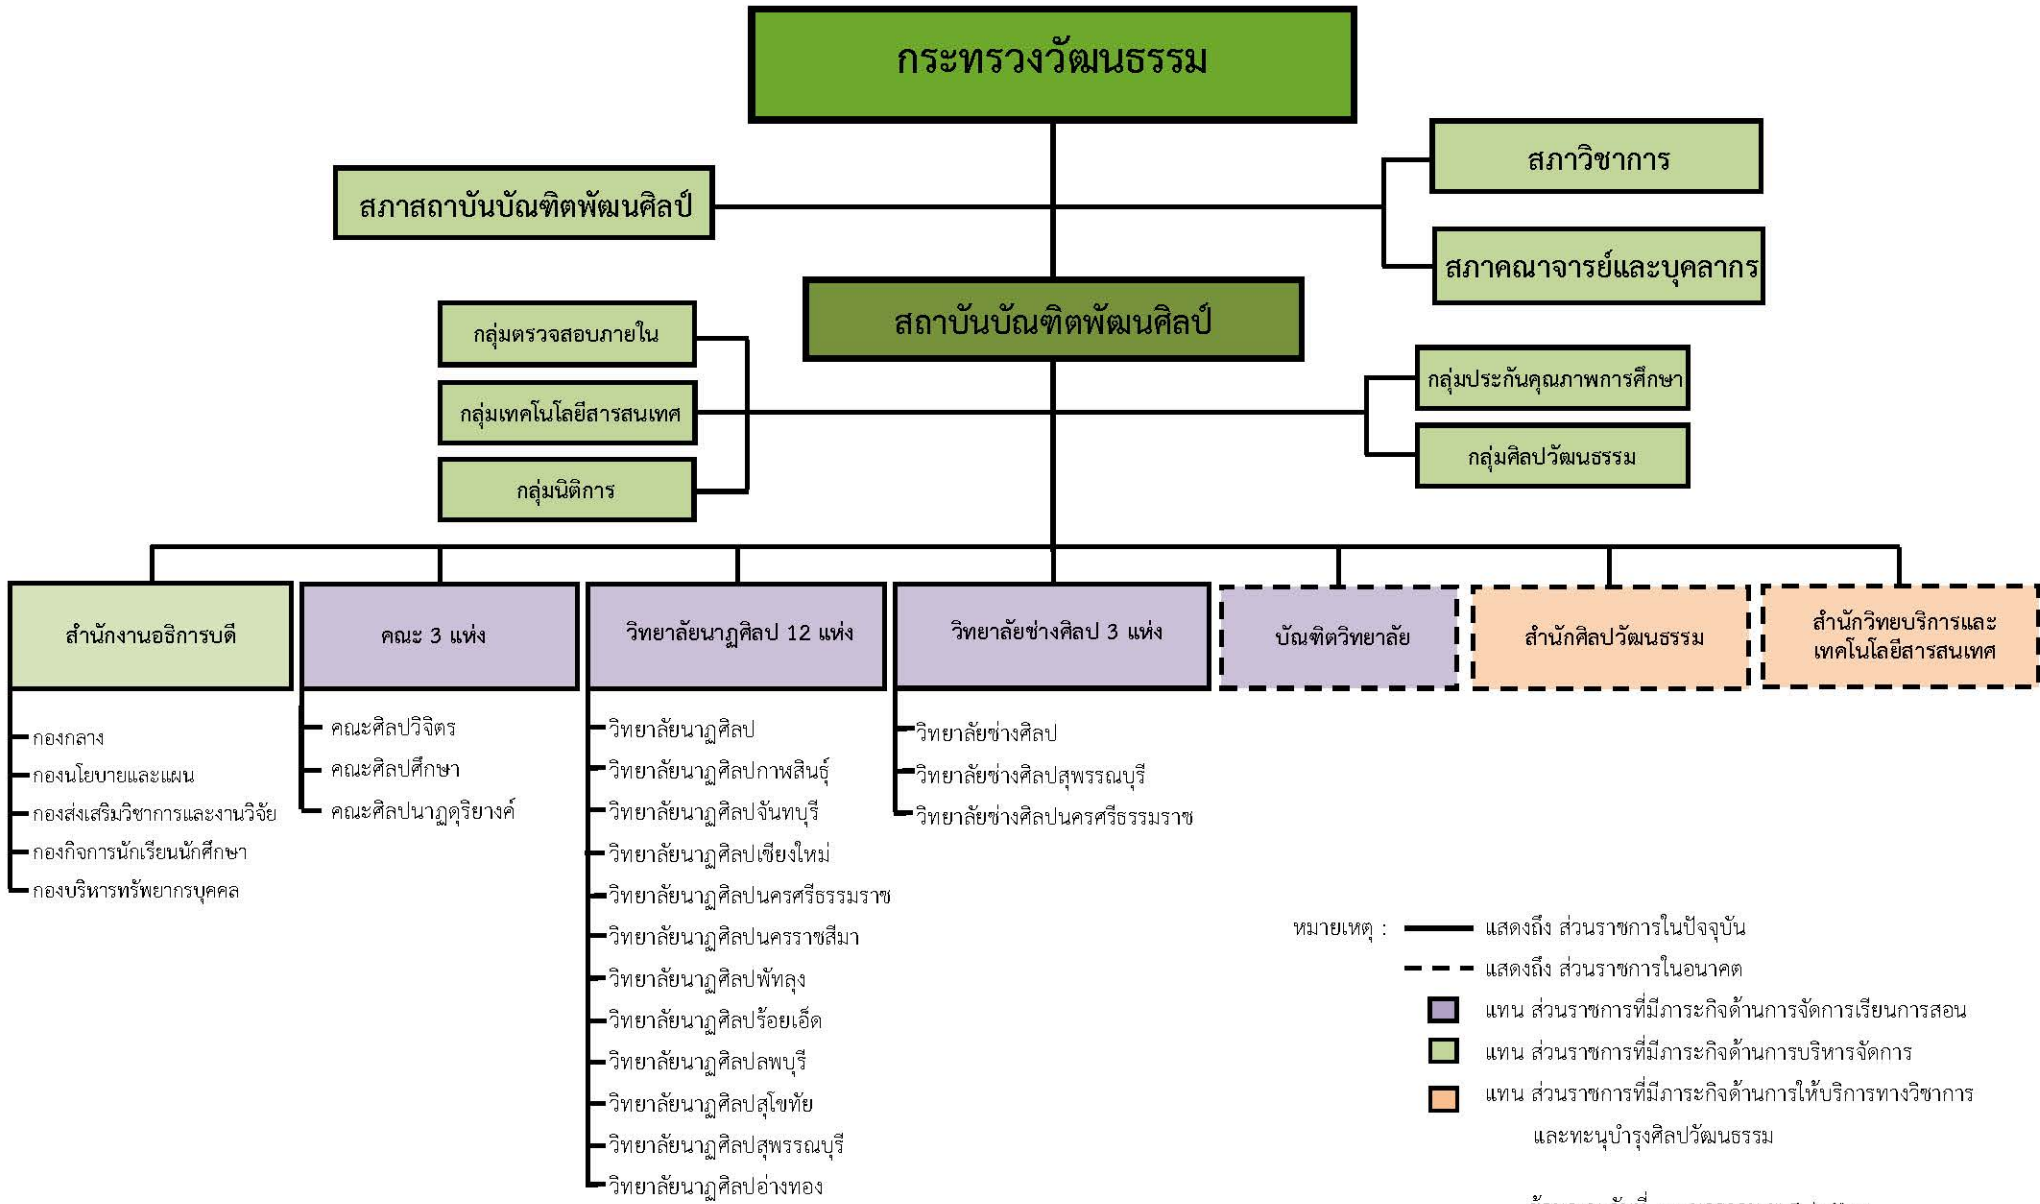 กระทรวงวัฒนธรรม
สภาวิชาการ
สภาสถาบันบัณฑิตพัฒนศิลป์
สภาคณาจารย์และบุคลากร
สถาบันบัณฑิตพัฒนศิลป์
กลุ่มตรวจสอบภายใน
กลุ่มเทคโนโลยีสารสนเทศ
กลุ่มนิติการ
กลุ่มประกันคุณภาพการศึกษา
กลุ่มศิลปวัฒนธรรม
สำนักงานอธิการบดี
กองกลาง
กองนโยบายและแผน
กองส่งเสริมวิชาการและงานวิจัย
กองกิจการนักเรียนนักศึกษา
กองบริหารทรัพยากรบุคคล
คณะ 3 แห่ง
คณะศิลปวิจิตร
คณะศิลปศึกษา
คณะศิลปนาฏดุริยางค์
วิทยาลัยนาฏศิลป 12 แห่ง
วิทยาลัยนาฏศิลป
วิทยาลัยนาฏศิลปกาฬสินธุ์
วิทยาลัยนาฏศิลปจันทบุรี
วิทยาลัยนาฏศิลปเชียงใหม่
วิทยาลัยนาฏศิลปนครศรีธรรมราช
วิทยาลัยนาฏศิลปนครราชสีมา
วิทยาลัยนาฏศิลปพัทลุง
วิทยาลัยนาฏศิลปร้อยเอ็ด
วิทยาลัยนาฏศิลปลพบุรี
วิทยาลัยนาฏศิลปสุโขทัย
วิทยาลัยนาฏศิลปสุพรรณบุรี
วิทยาลัยนาฏศิลปอ่างทอง
วิทยาลัยช่างศิลป 3 แห่ง
วิทยาลัยช่างศิลป
วิทยาลัยช่างศิลปสุพรรณบุรี
วิทยาลัยช่างศิลปนครศรีธรรมราช
บัณฑิตวิทยาลัย
สำนักศิลปวัฒนธรรม
สำนักวิทยบริการและ
เทคโนโลยีสารสนเทศ
หมายเหตุ : แสดงถึง ส่วนราชการในปัจจุบัน
แสดงถึง ส่วนราชการในอนาคต
แทน ส่วนราชการที่มีภาระกิจด้านการจัดการเรียนการสอน
แทน ส่วนราชการที่มีภาระกิจด้านการบริหารจัดการ
แทน ส่วนราชการที่มีภาระกิจด้านการให้บริการทางวิชาการ
และทะนุบำรุงศิลปวัฒนธรรม